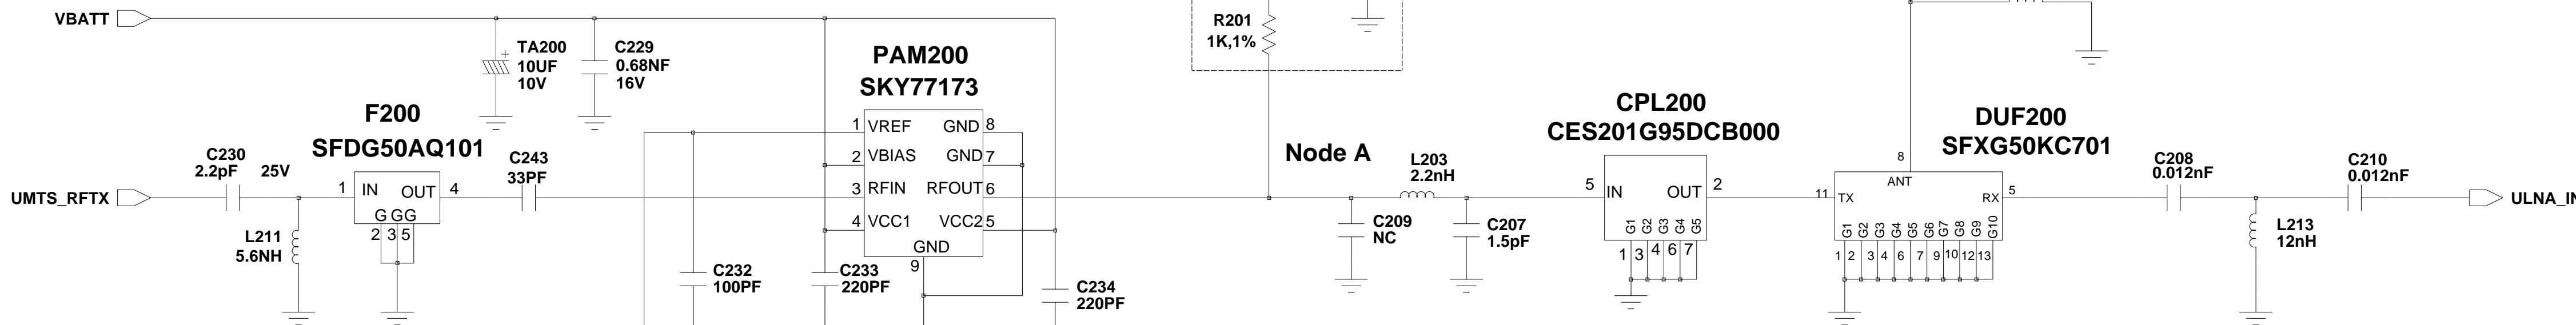 VBATT
TA200
10UF
10V
+
C229
0.68NF
16V
PAM200
SKY77173
R201
1K,1%
F200
SFDG50AQ101
C230
2.2pF 25V
C243
33PF
UMTS_RFTX
L211
5.6NH
1 IN OUT 4
G G G
2 3 5
1 VREF GND 8
2 VBIAS GND 7
3 RFIN RFOUT 6
4 VCC1 VCC2 5
GND
9
C232
100PF
C233
220PF
C234
220PF
Node A
L203
2.2nH
C209
NC
C207
1.5pF
CPL200
CES201G95DCB000
5 IN OUT 2
G1 G2 G3 G4 G5
1 3 4 6 7
DUF200
SFXG50KC701
8
ANT
11 TX RX 5
G1 G2 G3 G4 G5 G6 G7 G8 G9 G10
1 2 3 4 6 7 9 10 12 13
C208
0.012nF
C210
0.012nF
L213
12nH